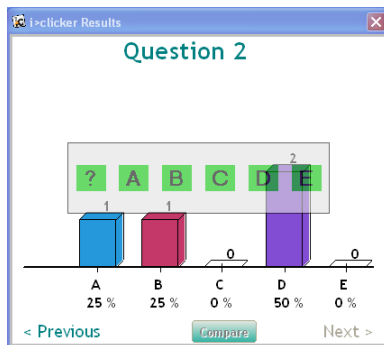 i>clicker Results
Question 2
2
? A B C D E
1 1
0 0
A B C D E
25 % 25 % 0 % 50 % 0 %
< Previous Compare Next >